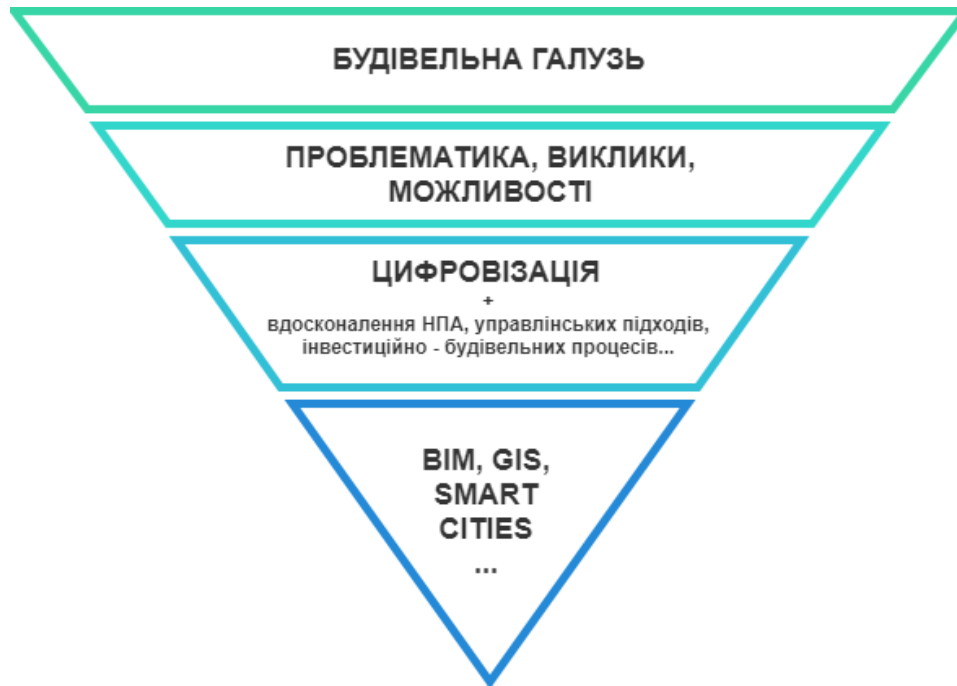 БУДІВЕЛЬНА ГАЛУЗЬ
ПРОБЛЕМАТИКА, ВИКЛИКИ,
МОЖЛИВОСТІ
ЦИФРОВІЗАЦІЯ
+
вдосконалення НПА, управлінських підходів,
інвестиційно - будівельних процесів...
BIM, GIS,
SMART
CITIES
...